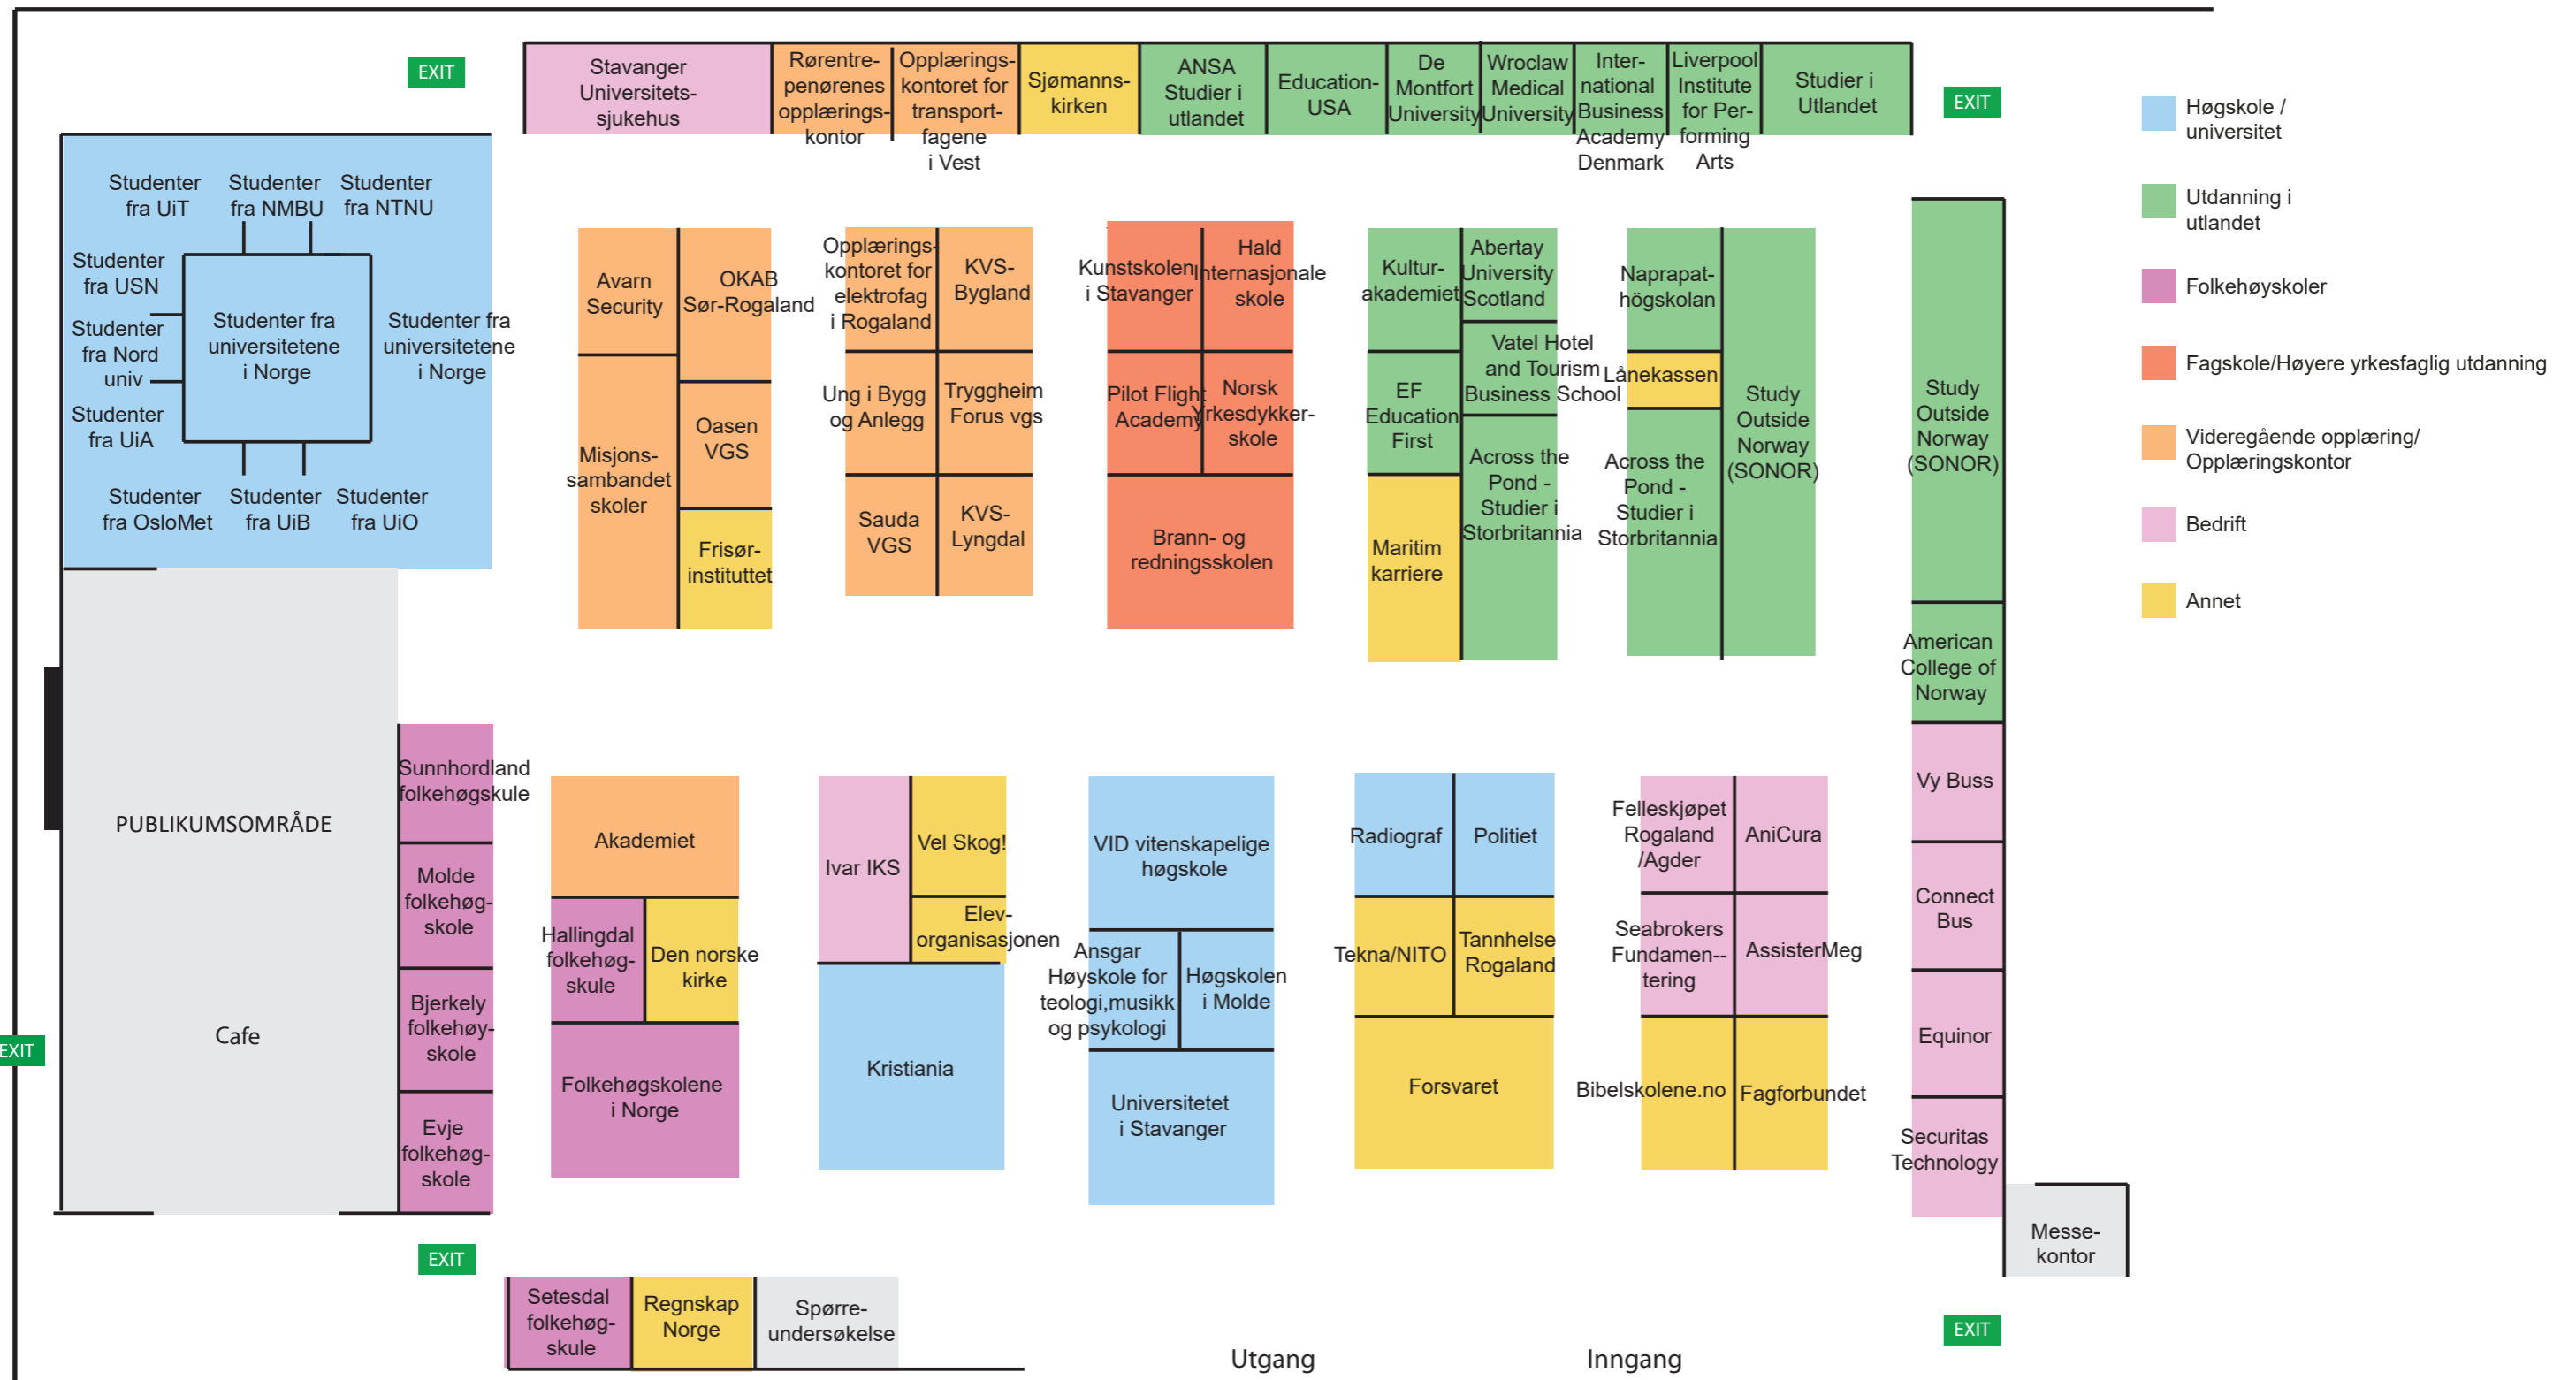 EXIT
Stavanger
Universitets-
sjukehus
Rørentre-
penørenes
opplærings-
kontor
Opplærings-
kontoret for
transport-
fagene
i Vest
Sjømanns-
kirken
ANSA
Studier i
utlandet
Education-
USA
De
Montfort
University
Wroclaw
Medical
University
Inter-
national
Business
Academy
Denmark
Liverpool
Institute
for Per-
forming
Arts
Studier i
Utlandet
EXIT
Høgskole /
universitet
Utdanning i
utlandet
Folkehøyskoler
Fagskole/Høyere yrkesfaglig utdanning
Videregående opplæring/
Opplæringskontor
Bedrift
Annet
Studenter
fra UiT
Studenter
fra NMBU
Studenter
fra NTNU
Studenter
fra USN
Studenter
fra Nord
univ
Studenter
fra UiA
Studenter fra
universitetene
i Norge
Studenter fra
universitetene
i Norge
Studenter
fra OsloMet
Studenter
fra UiB
Studenter
fra UiO
Avarn
Security
OKAB
Sør-Rogaland
Misjons-
sambandet
skoler
Oasen
VGS
Frisør-
instituttet
Opplærings-
kontoret for
elektrofag
i Rogaland
KVS-
Bygland
Ung i Bygg
og Anlegg
Tryggheim
Forus vgs
Sauda
VGS
KVS-
Lyngdal
Kunstskolen
i Stavanger
Hald
Internasjonale
skole
Pilot Flight
Academy
Norsk
Yrkesdykker-
skole
Brann- og
redningsskolen
Kultur-
akademiet
Abertay
University
Scotland
Vatel Hotel
and Tourism
Business School
EF
Education
First
Across the
Pond -
Studier i
Storbritannia
Maritim
karriere
Naprapat-
högskolan
Lånekassen
Across the
Pond -
Studier i
Storbritannia
Study
Outside
Norway
(SONOR)
Study
Outside
Norway
(SONOR)
American
College of
Norway
Vy Buss
Connect
Bus
Equinor
Securitas
Technology
Messe-
kontor
PUBLIKUMSOMRÅDE
Cafe
EXIT
Sunnhordland
folkehøgskule
Molde
folkehøg-
skole
Bjerkely
folkehøy-
skole
Evje
folkehøg-
skole
Akademiet
Hallingdal
folkehøg-
skule
Den norske
kirke
Folkehøgskolene
i Norge
Ivar IKS
Vel Skog!
Elev-
organisasjonen
Kristiania
VID vitenskapelige
høgskole
Ansgar
Høyskole for
teologi,musikk
og psykologi
Høgskolen
i Molde
Universitetet
i Stavanger
Radiograf
Politiet
Tekna/NITO
Tannhelse
Rogaland
Forsvaret
Felleskjøpet
Rogaland
/Agder
AniCura
Seabrokers
Fundamen--
tering
AssisterMeg
Bibelskolene.no
Fagforbundet
EXIT
Setesdal
folkehøg-
skule
Regnskap
Norge
Spørre-
undersøkelse
Utgang
Inngang
EXIT